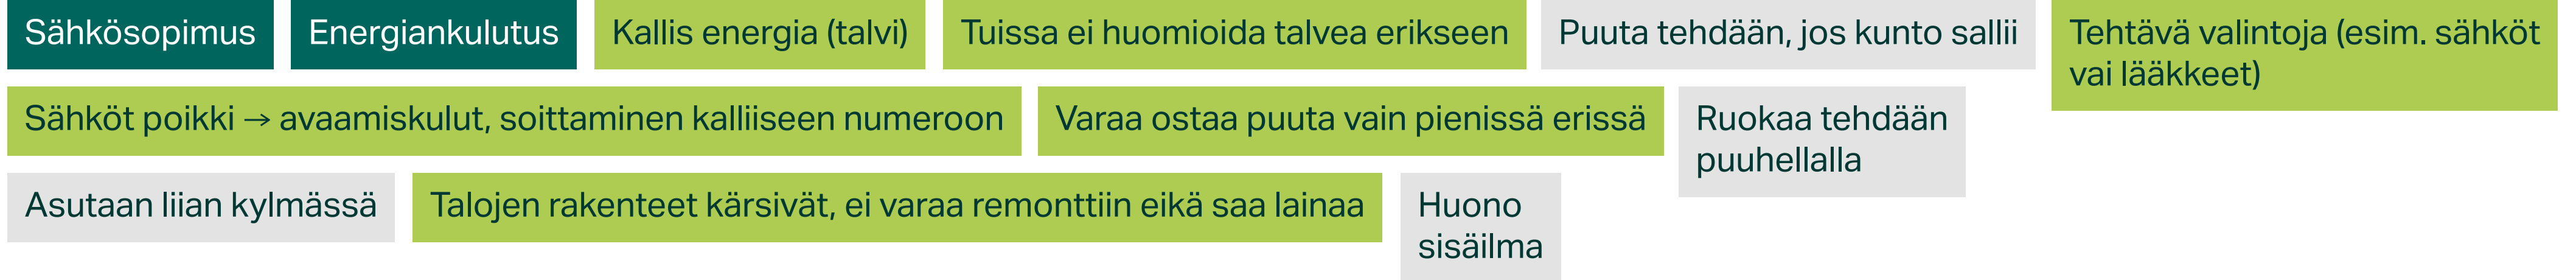 Sähkösopimus
Energiankulutus
Kallis energia (talvi)
Tuissa ei huomioida talvea erikseen
Puuta tehdään, jos kunto sallii
Tehtävä valintoja (esim. sähköt
vai lääkkeet)
Sähköt poikki → avaamiskulut, soittaminen kalliiseen numeroon
Varaa ostaa puuta vain pienissä erissä
Ruokaa tehdään
puuhellalla
Asutaan liian kylmässä
Talojen rakenteet kärsivät, ei varaa remonttiin eikä saa lainaa
Huono
sisäilma